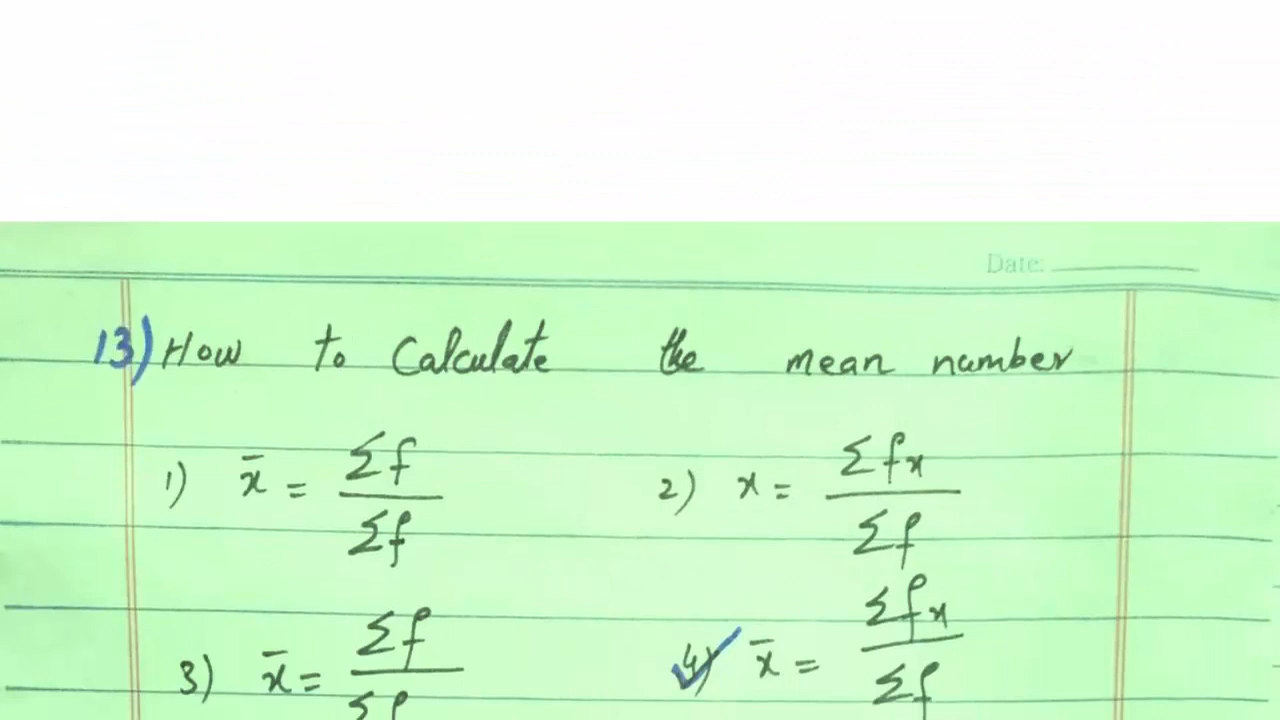 Date:
13) How to Calculate the mean number
1) x̄ = Σf / Σf 2) x = Σfx / Σf
3) x̄ = Σf / Σf 4) x̄ = Σfx / Σf